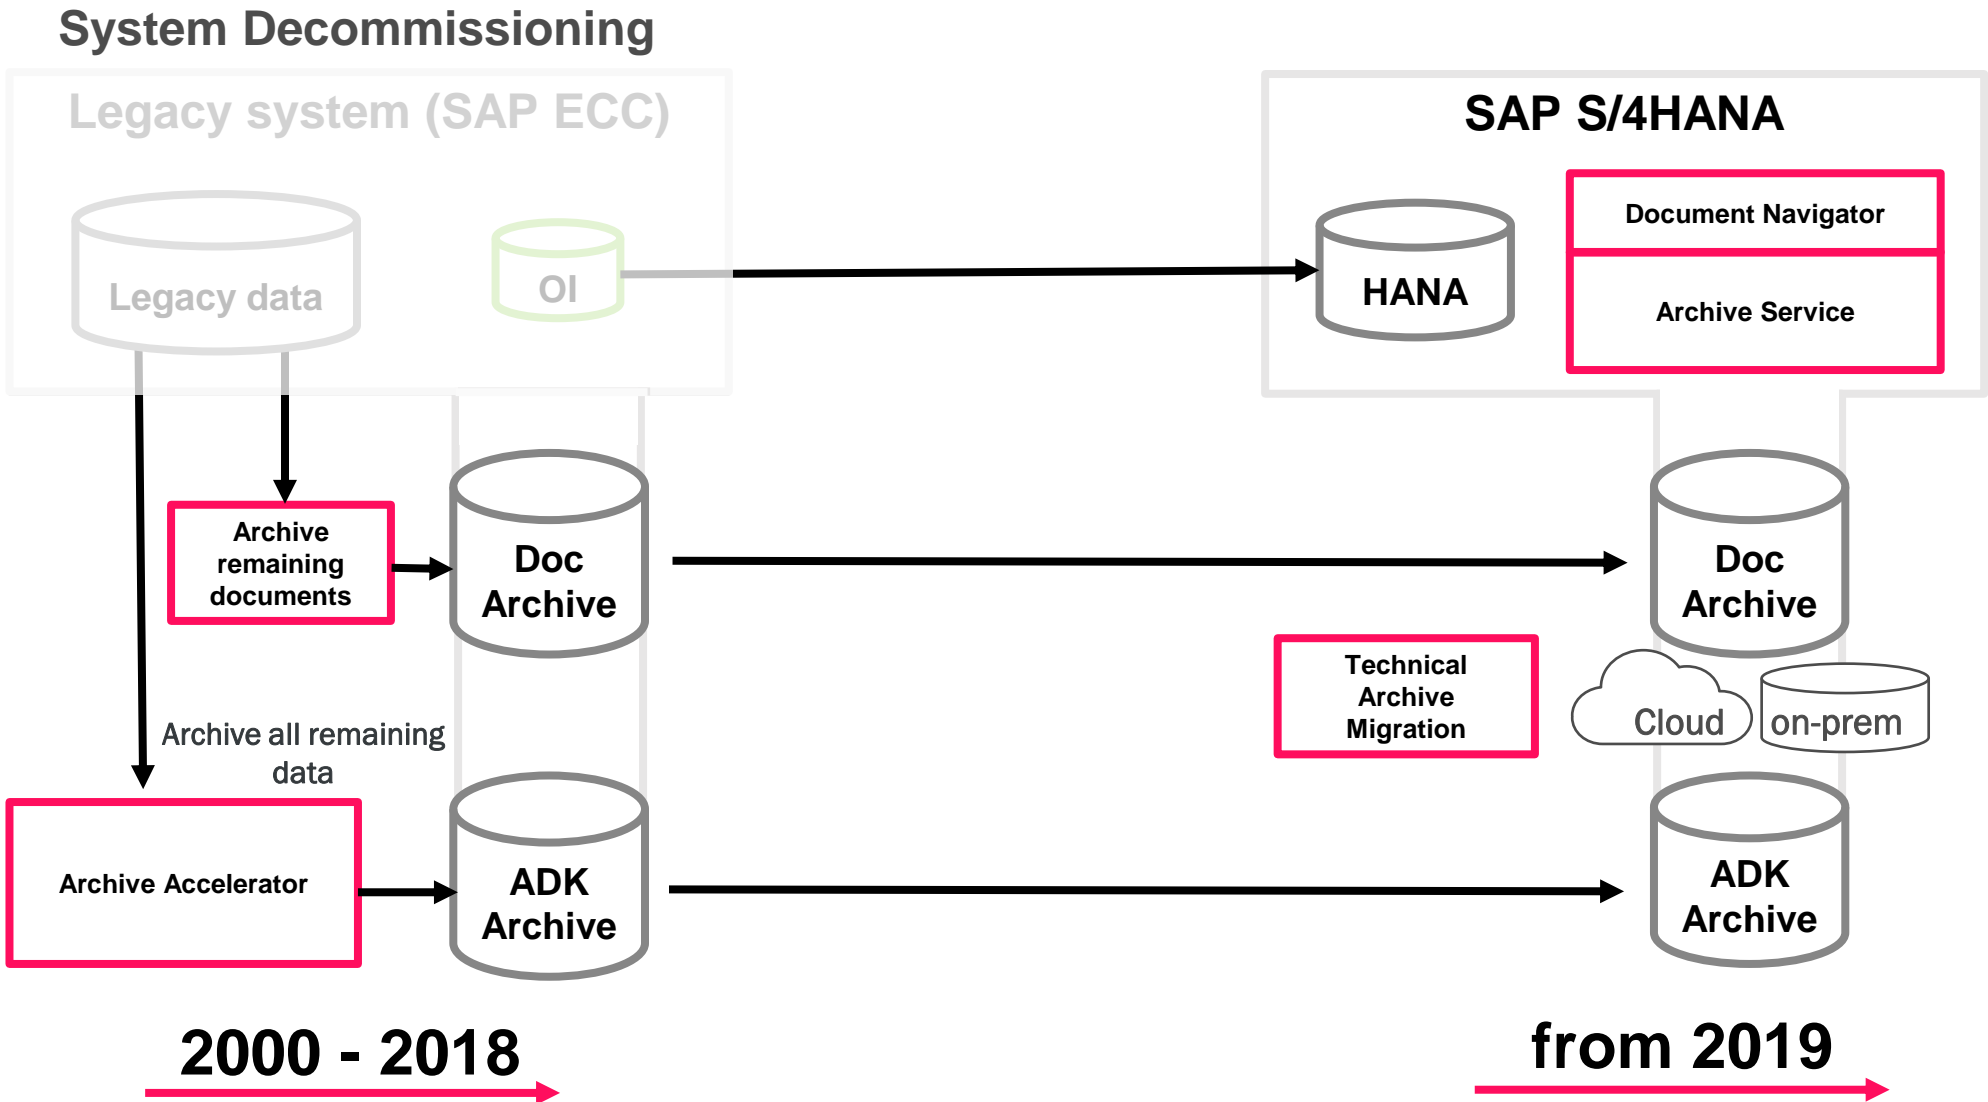 System Decommissioning
Legacy system (SAP ECC)
Legacy data
OI
SAP S/4HANA
HANA
Document Navigator
Archive Service
Archive
remaining
documents
Doc
Archive
Doc
Archive
Technical
Archive
Migration
Cloud
on-prem
Archive all remaining
data
Archive Accelerator
ADK
Archive
ADK
Archive
2000 - 2018
from 2019